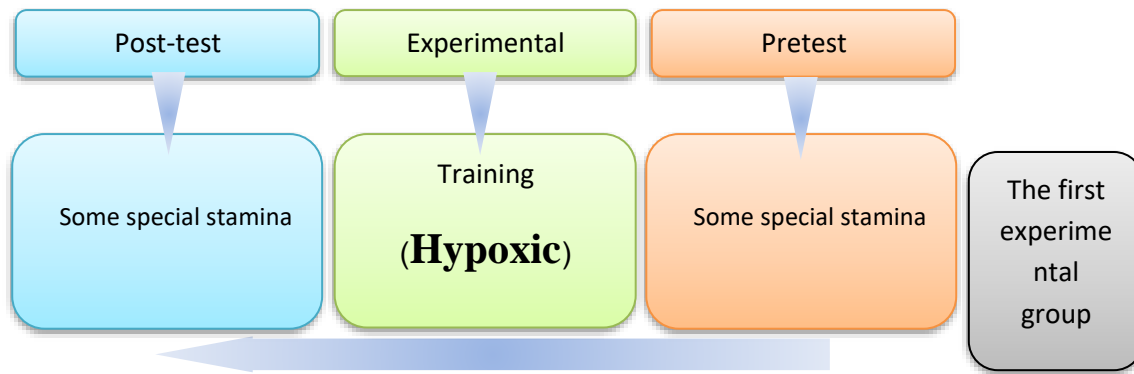 Post-test
Experimental
Pretest
Some special stamina
Training
(Hypoxic)
Some special stamina
The first
experime
ntal
group